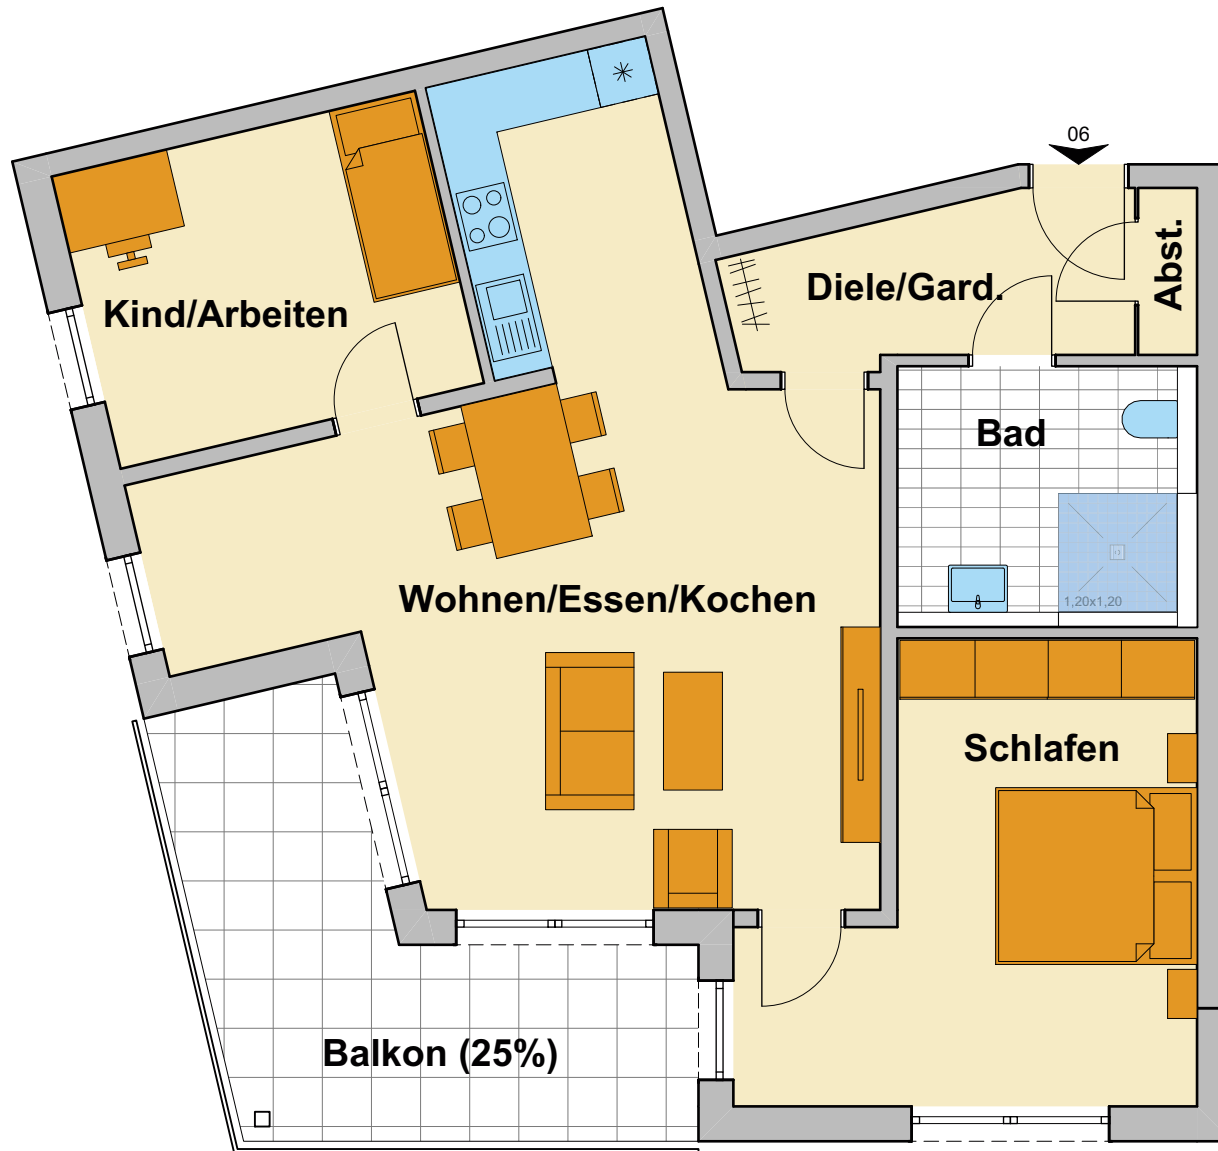 06
Abst.
Diele/Gard.
Kind/Arbeiten
Bad
Wohnen/Essen/Kochen
1,20x1,20
Schlafen
Balkon (25%)